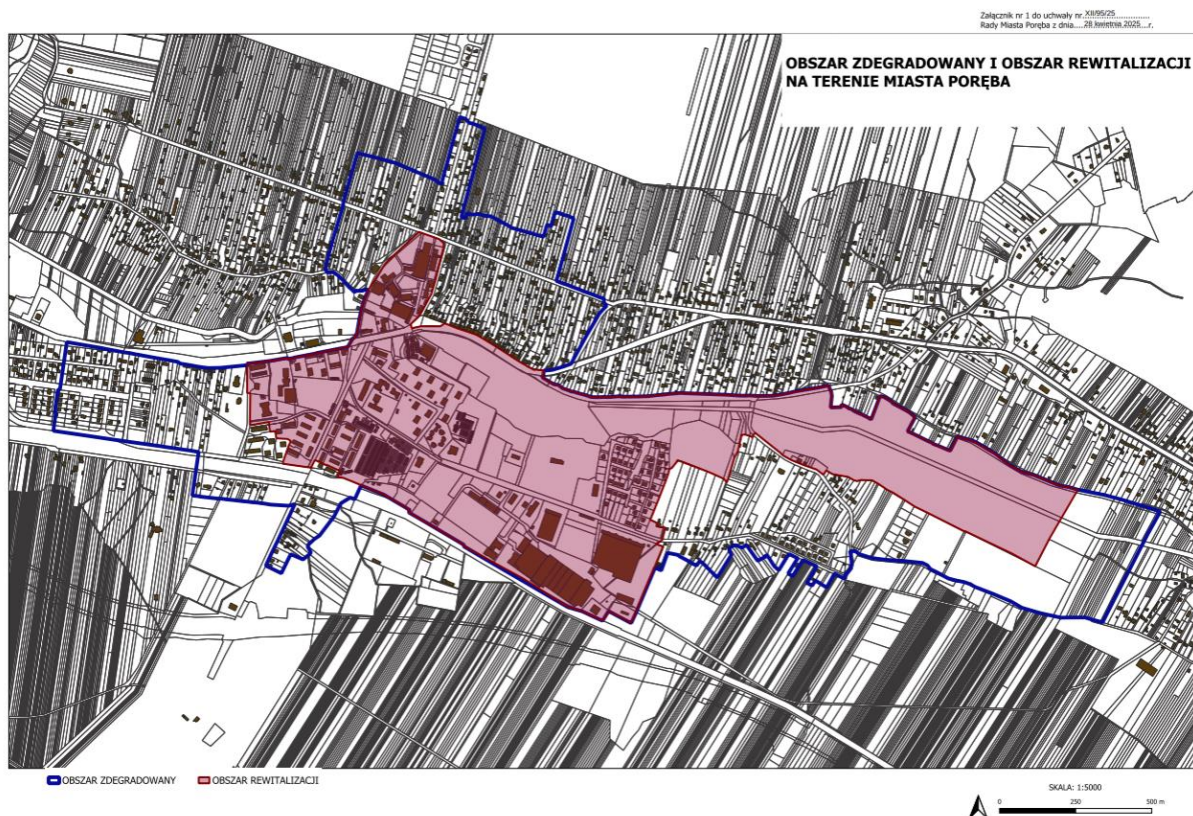 Załącznik nr 1 do uchwały nr XII/95/25
Rady Miasta Poręba z dnia 28 kwietnia 2025 r.
OBSZAR ZDEGRADOWANY I OBSZAR REWITALIZACJI
NA TERENIE MIASTA PORĘBA
OBSZAR ZDEGRADOWANY OBSZAR REWITALIZACJI
SKALA: 1:5000
0 250 500 m